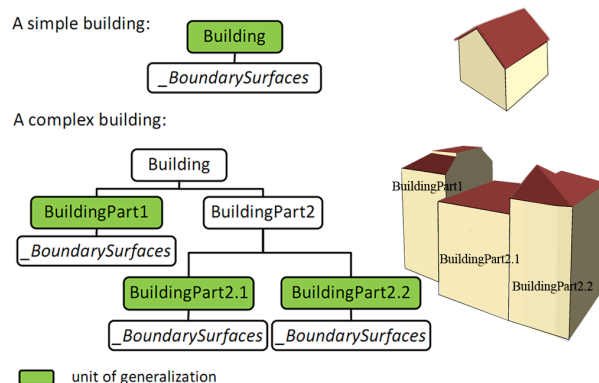 A simple building:
Building
_BoundarySurfaces
A complex building:
Building
BuildingPart1
BuildingPart2
_BoundarySurfaces
BuildingPart2.1
BuildingPart2.2
_BoundarySurfaces
_BoundarySurfaces
BuildingPart1
BuildingPart2.1
BuildingPart2.2
unit of generalization